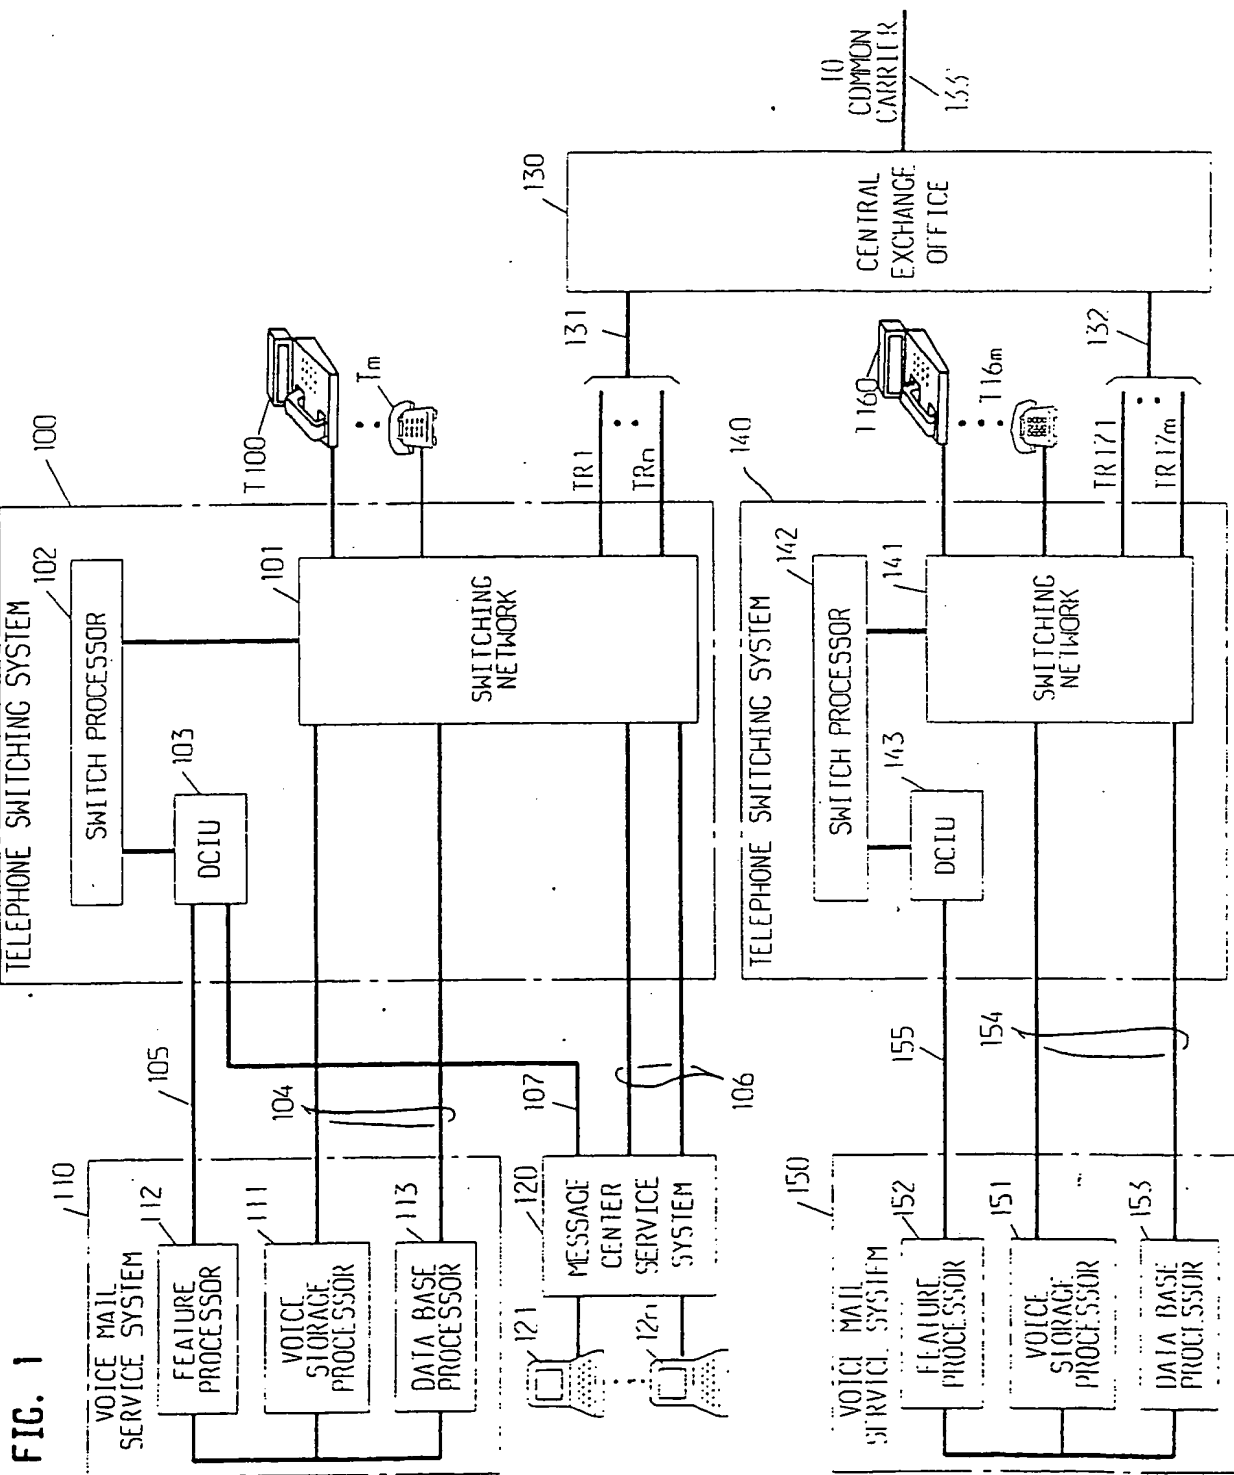 FIG. 1
VOICE MAIL
SERVICE SYSTEM
110
FEATURE
PROCESSOR
112
VOICE
STORAGE
PROCESSOR
111
DATA BASE
PROCESSOR
113
105
104
107
106
TELEPHONE SWITCHING SYSTEM
100
SWITCH PROCESSOR
102
DCIU
103
SWITCHING
NETWORK
101
T100
Tm
TR1
TRn
131
MESSAGE
CENTER
SERVICE
SYSTEM
120
121
12n
130
CENTRAL
EXCHANGE
OFFICE
TO
COMMON
CARRIER
133
132
VOICE MAIL
SERVICE SYSTEM
150
FEATURE
PROCESSOR
152
VOICE
STORAGE
PROCESSOR
151
DATA BASE
PROCESSOR
153
155
154
TELEPHONE SWITCHING SYSTEM
140
SWITCH PROCESSOR
142
DCIU
143
SWITCHING
NETWORK
141
T160
T16m
TR171
TR17m